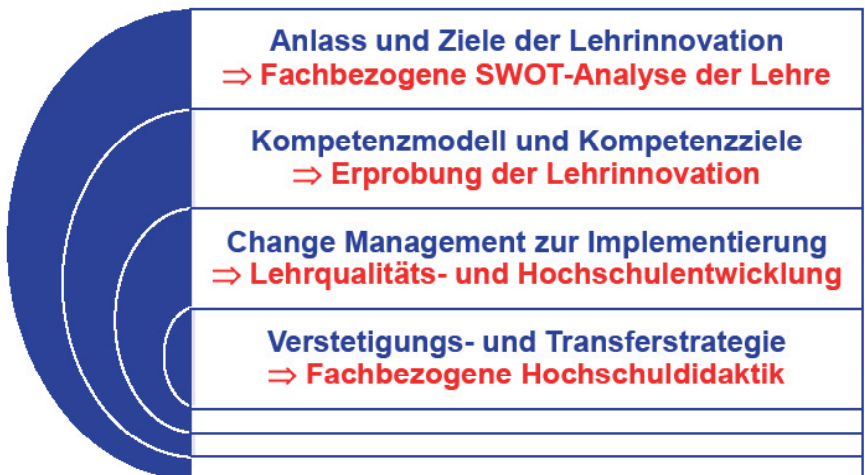 Anlass und Ziele der Lehrinnovation
⇒ Fachbezogene SWOT-Analyse der Lehre
Kompetenzmodell und Kompetenzziele
⇒ Erprobung der Lehrinnovation
Change Management zur Implementierung
⇒ Lehrqualitäts- und Hochschulentwicklung
Verstetigungs- und Transferstrategie
⇒ Fachbezogene Hochschuldidaktik